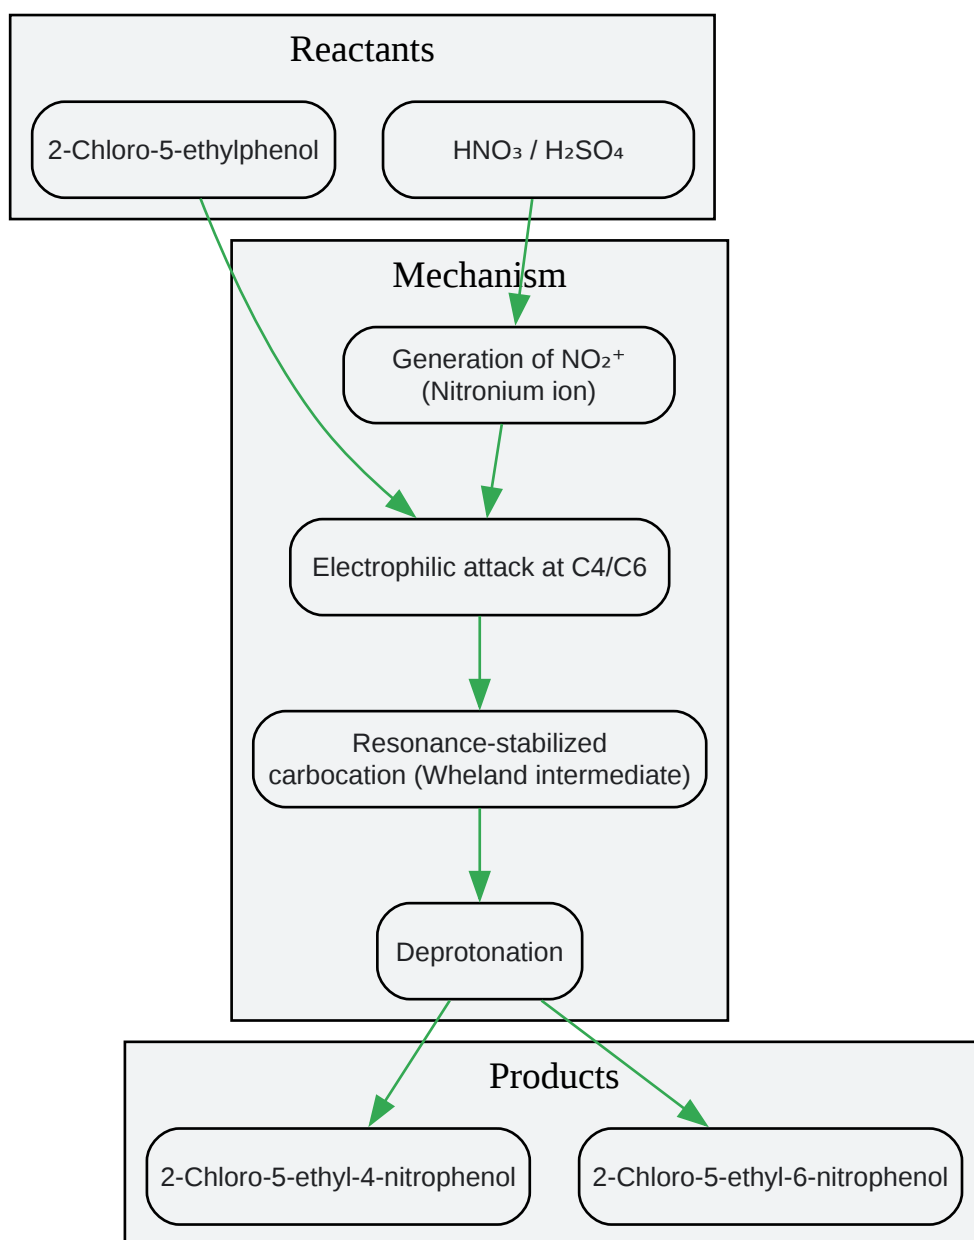 Reactants
2-Chloro-5-ethylphenol
HNO₃ / H₂SO₄
Mechanism
Generation of NO₂⁺
(Nitronium ion)
Electrophilic attack at C4/C6
Resonance-stabilized
carbocation (Wheland intermediate)
Deprotonation
Products
2-Chloro-5-ethyl-4-nitrophenol
2-Chloro-5-ethyl-6-nitrophenol